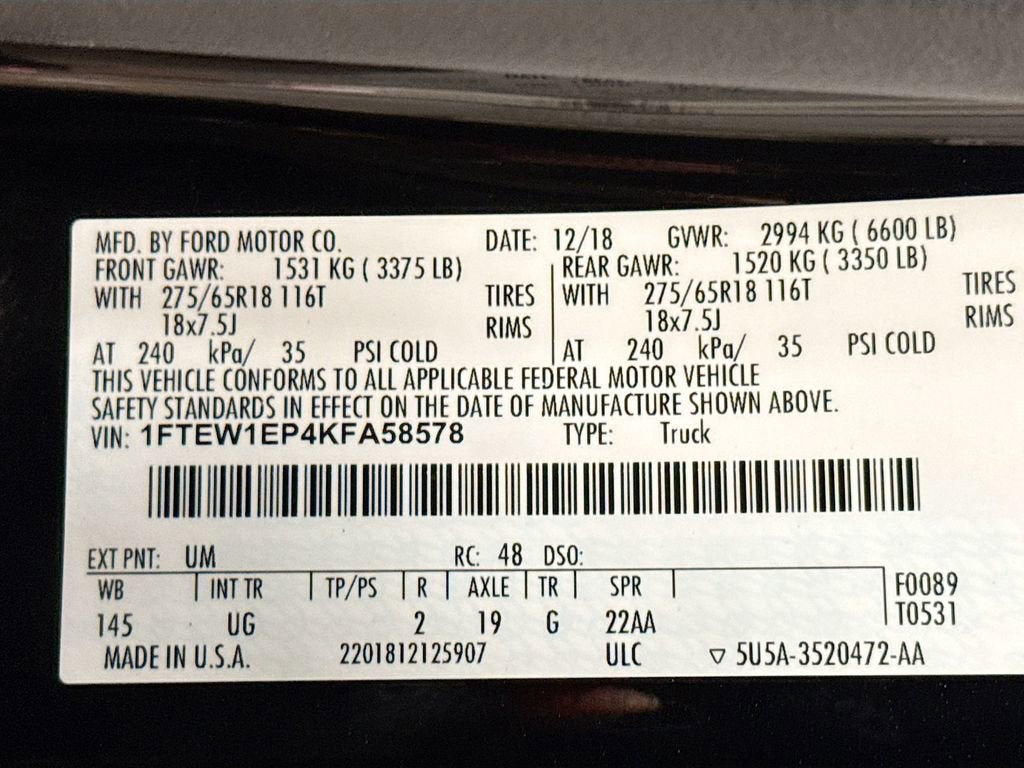 MFD. BY FORD MOTOR CO. DATE: 12/18 GVWR: 2994 KG ( 6600 LB)
FRONT GAWR: 1531 KG ( 3375 LB) REAR GAWR: 1520 KG ( 3350 LB)
WITH 275/65R18 116T TIRES WITH 275/65R18 116T TIRES
18x7.5J RIMS 18x7.5J RIMS
AT 240 kPa/ 35 PSI COLD AT 240 kPa/ 35 PSI COLD
THIS VEHICLE CONFORMS TO ALL APPLICABLE FEDERAL MOTOR VEHICLE
SAFETY STANDARDS IN EFFECT ON THE DATE OF MANUFACTURE SHOWN ABOVE.
VIN: 1FTEW1EP4KFA58578 TYPE: Truck
EXT PNT: UM RC: 48 DSO:
WB INT TR TP/PS R AXLE TR SPR F0089
145 UG 2 19 G 22AA T0531
MADE IN U.S.A. 2201812125907 ULC ▽ 5U5A-3520472-AA